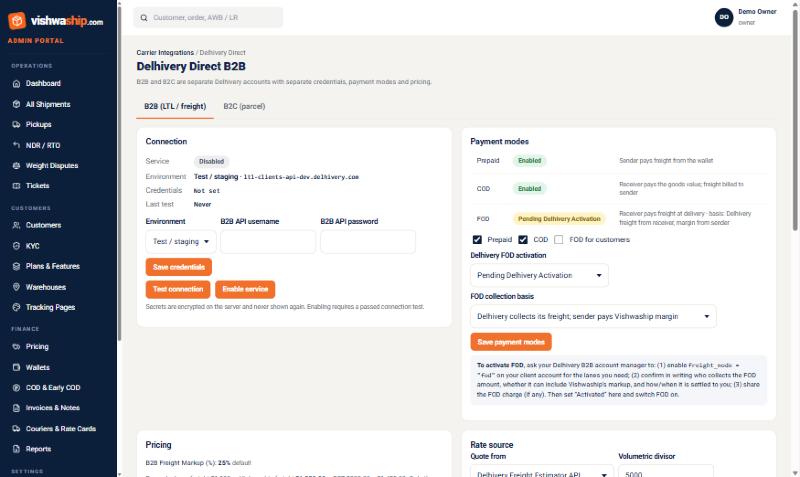 vishwaship.com
ADMIN PORTAL
OPERATIONS
Dashboard
All Shipments
Pickups
NDR / RTO
Weight Disputes
Tickets
CUSTOMERS
Customers
KYC
Plans & Features
Warehouses
Tracking Pages
FINANCE
Pricing
Wallets
COD & Early COD
Invoices & Notes
Couriers & Rate Cards
Reports
SETTINGS
Customer, order, AWB / LR
DO
Demo Owner
owner
Carrier Integrations / Delhivery Direct
Delhivery Direct B2B
B2B and B2C are separate Delhivery accounts with separate credentials, payment modes and pricing.
B2B (LTL / freight)
B2C (parcel)
Connection
Service Disabled
Environment Test / staging · ltl-clients-api-dev.delhivery.com
Credentials Not set
Last test Never
Environment B2B API username B2B API password
Test / staging
Save credentials
Test connection Enable service
Secrets are encrypted on the server and never shown again. Enabling requires a passed connection test.
Payment modes
Prepaid Enabled Sender pays freight from the wallet
COD Enabled Receiver pays the goods value; freight billed to
sender
FOD Pending Delhivery Activation Receiver pays freight at delivery · basis: Delhivery
freight from receiver, margin from sender
Prepaid COD FOD for customers
Delhivery FOD activation
Pending Delhivery Activation
FOD collection basis
Delhivery collects its freight; sender pays Vishwaship margin
Save payment modes
To activate FOD, ask your Delhivery B2B account manager to: (1) enable freight_mode =
"fod" on your client account for the lanes you need; (2) confirm in writing who collects the FOD
amount, whether it can include Vishwaship's markup, and how/when it is settled to you; (3) share
the FOD charge (if any). Then set "Activated" here and switch FOD on.
Pricing
B2B Freight Markup (%): 25% default
Rate source
Quote from Volumetric divisor
Delhivery Freight Estimator API 5000